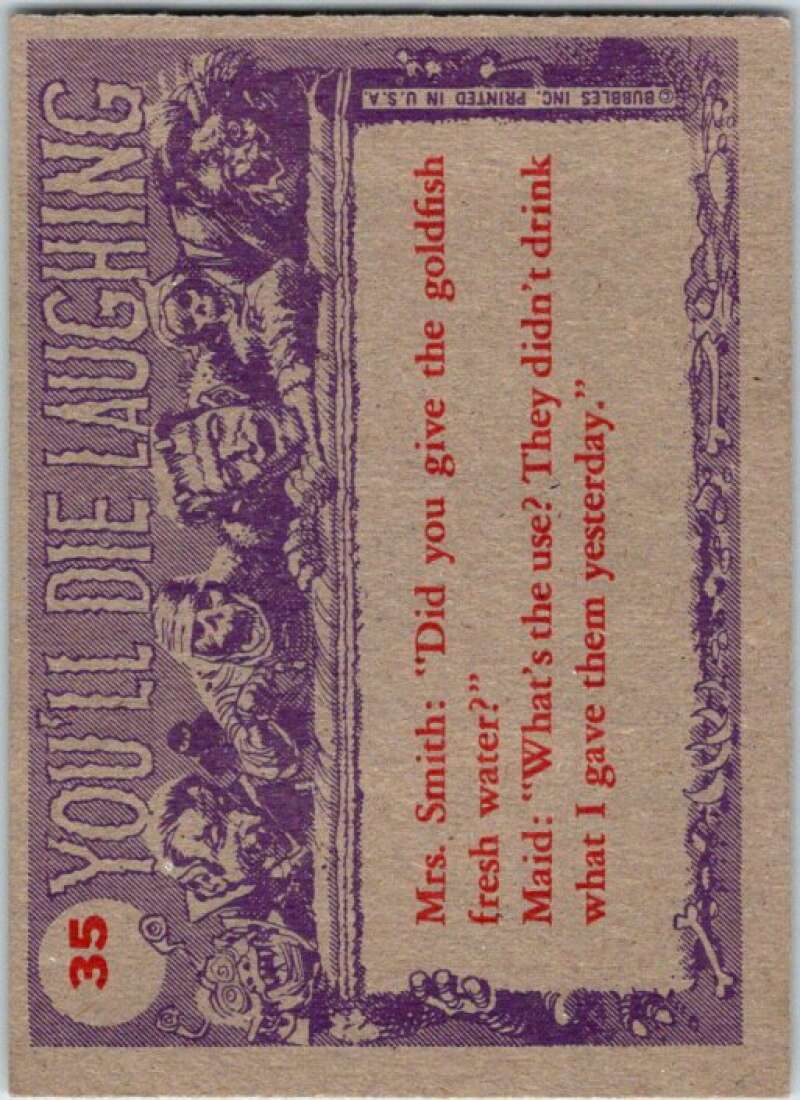 35
YOU'LL DIE LAUGHING
© BUBBLES INC. PRINTED IN U.S.A.
Mrs. Smith: "Did you give the goldfish
fresh water?"
Maid: "What's the use? They didn't drink
what I gave them yesterday."